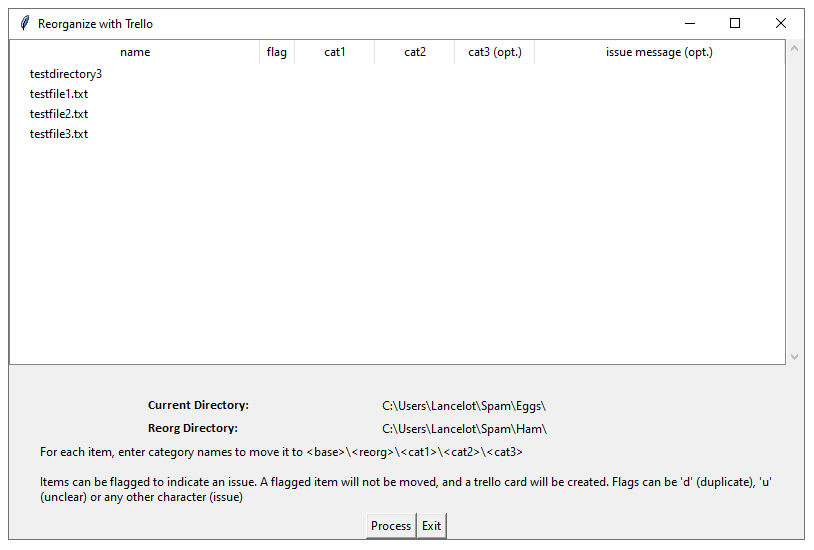 Reorganize with Trello
name flag cat1 cat2 cat3 (opt.) issue message (opt.)
testdirectory3
testfile1.txt
testfile2.txt
testfile3.txt
Current Directory: C:\Users\Lancelot\Spam\Eggs\
Reorg Directory: C:\Users\Lancelot\Spam\Ham\
For each item, enter category names to move it to <base>\<reorg>\<cat1>\<cat2>\<cat3>
Items can be flagged to indicate an issue. A flagged item will not be moved, and a trello card will be created. Flags can be 'd' (duplicate), 'u'
(unclear) or any other character (issue)
Process Exit